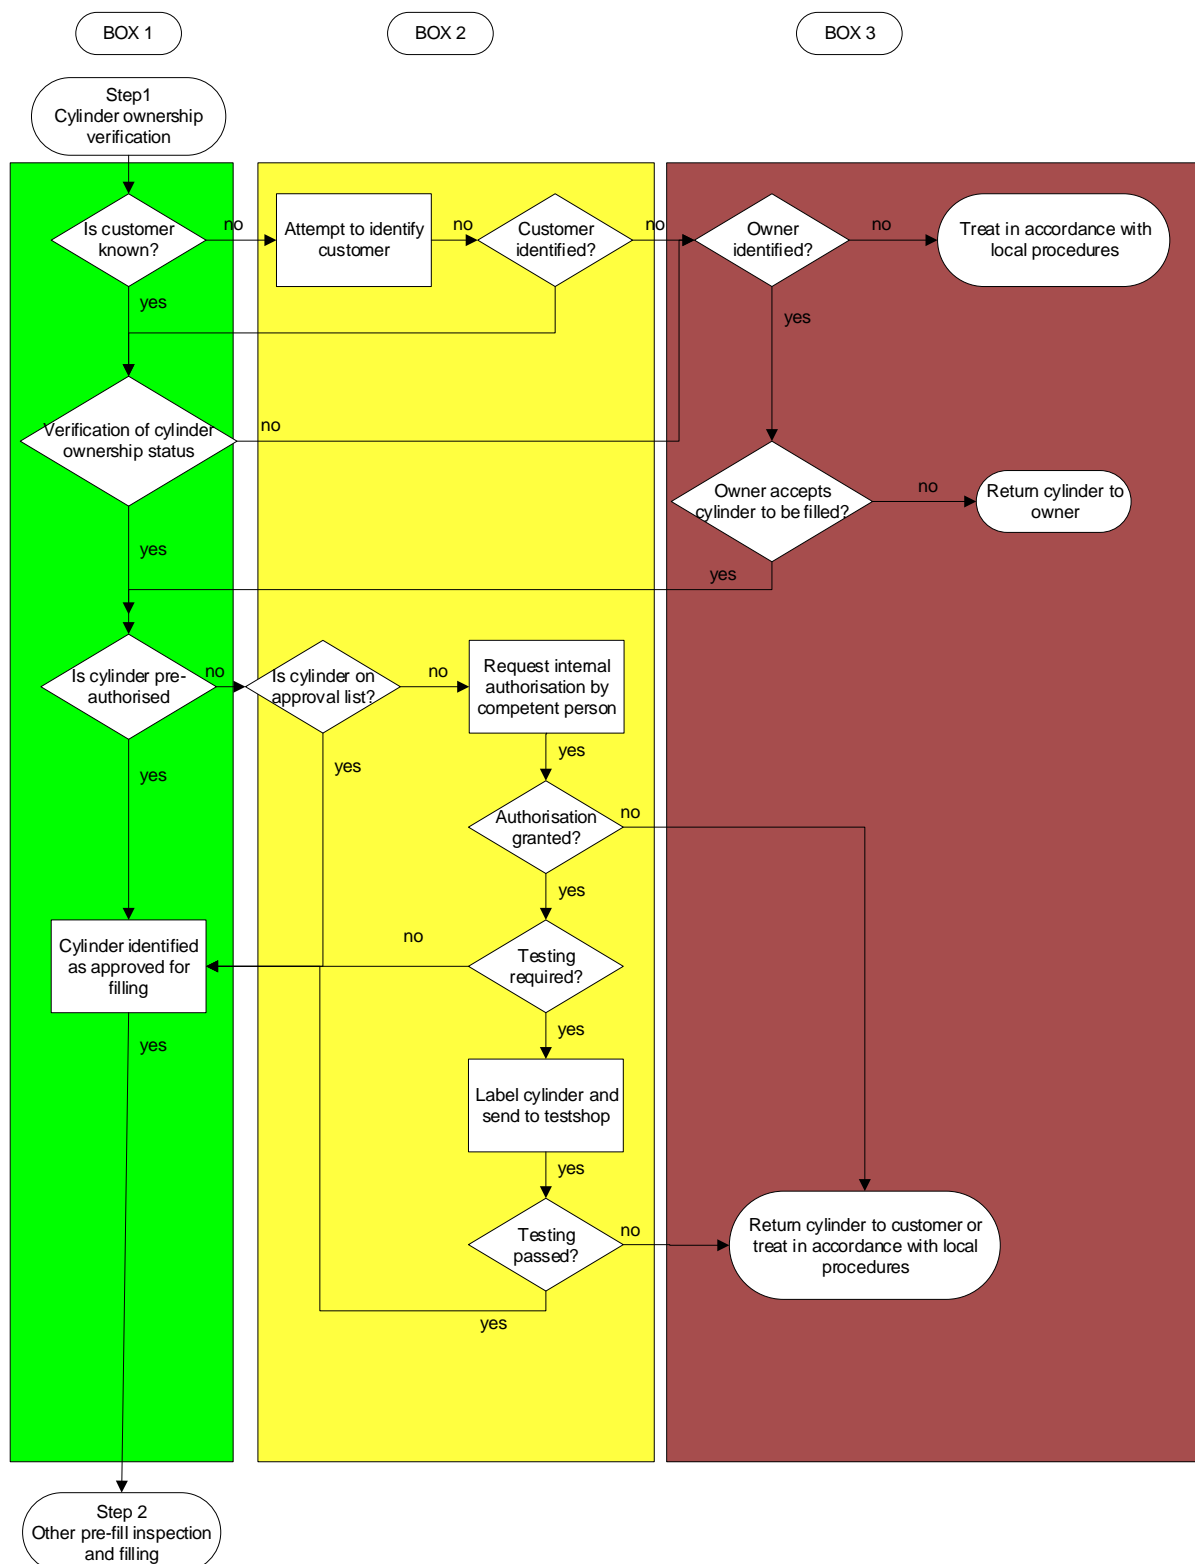 BOX 1
BOX 2
BOX 3
Step1
Cylinder ownership
verification
Is customer
known?
no
Attempt to identify
customer
no
Customer
identified?
no
Owner
identified?
no
Treat in accordance with
local procedures
yes
yes
Verification of cylinder
ownership status
no
Owner accepts
cylinder to be filled?
no
Return cylinder to
owner
yes
yes
Is cylinder pre-
authorised
no
Is cylinder on
approval list?
no
Request internal
authorisation by
competent person
yes
yes
yes
Authorisation
granted?
no
yes
Cylinder identified
as approved for
filling
no
Testing
required?
yes
yes
Label cylinder and
send to testshop
yes
Testing
passed?
no
Return cylinder to customer or
treat in accordance with local
procedures
yes
Step 2
Other pre-fill inspection
and filling